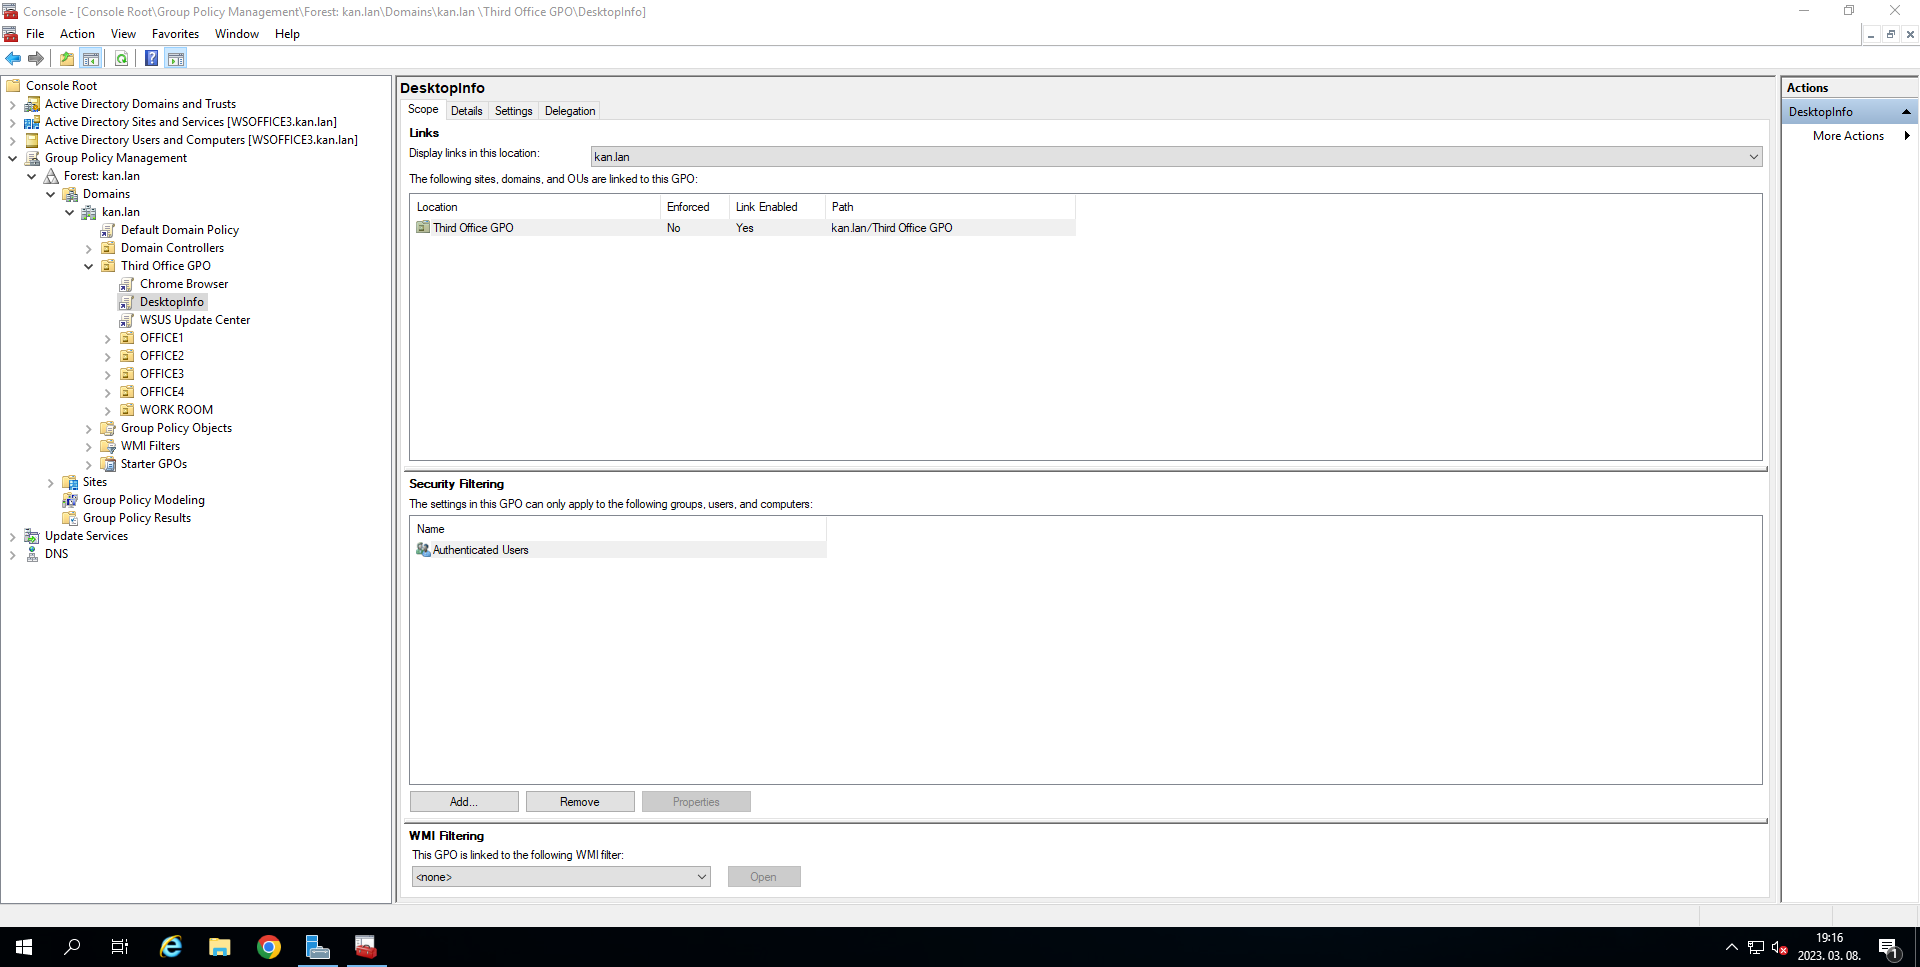 Console - [Console Root\Group Policy Management\Forest: kan.lan\Domains\kan.lan \Third Office GPO\DesktopInfo]
File Action View Favorites Window Help
Console Root
Active Directory Domains and Trusts
Active Directory Sites and Services [WSOFFICE3.kan.lan]
Active Directory Users and Computers [WSOFFICE3.kan.lan]
Group Policy Management
Forest: kan.lan
Domains
kan.lan
Default Domain Policy
Domain Controllers
Third Office GPO
Chrome Browser
DesktopInfo
WSUS Update Center
OFFICE1
OFFICE2
OFFICE3
OFFICE4
WORK ROOM
Group Policy Objects
WMI Filters
Starter GPOs
Sites
Group Policy Modeling
Group Policy Results
Update Services
DNS
DesktopInfo
Scope Details Settings Delegation
Links
Display links in this location: kan.lan
The following sites, domains, and OUs are linked to this GPO:
Location Enforced Link Enabled Path
Third Office GPO No Yes kan.lan/Third Office GPO
Security Filtering
The settings in this GPO can only apply to the following groups, users, and computers:
Name
Authenticated Users
Add... Remove Properties
WMI Filtering
This GPO is linked to the following WMI filter:
<none> Open
Actions
DesktopInfo
More Actions
19:16
2023. 03. 08.
1